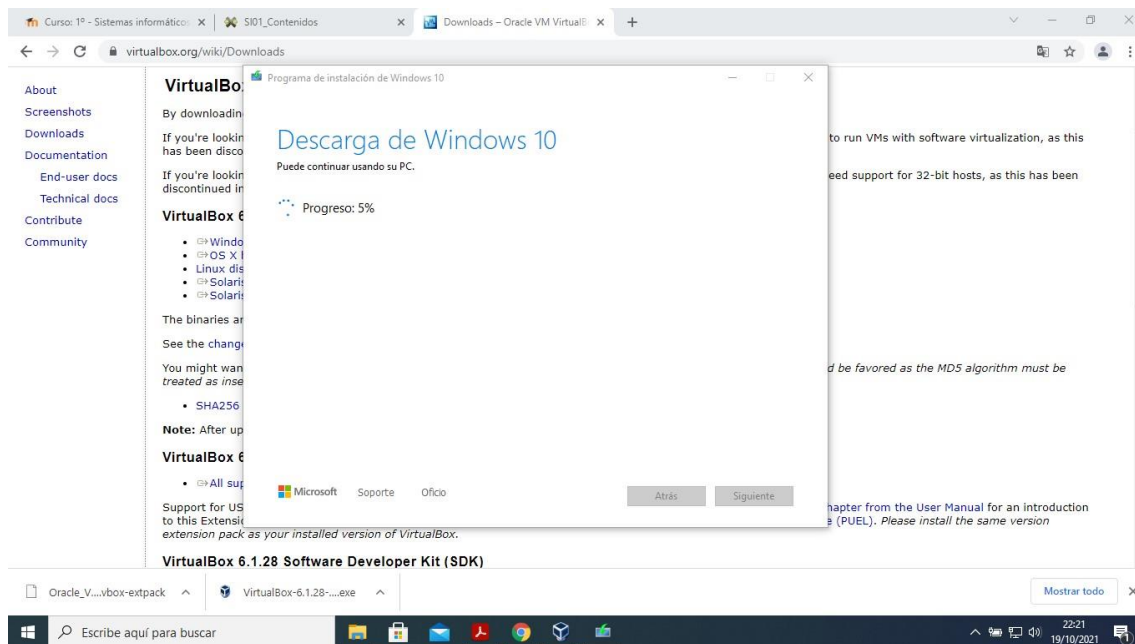 Curso: 1º - Sistemas informáticos
SI01_Contenidos
Downloads – Oracle VM VirtualB
virtualbox.org/wiki/Downloads
About
Screenshots
Downloads
Documentation
End-user docs
Technical docs
Contribute
Community
VirtualBo
By downloadin
If you're lookin to run VMs with software virtualization, as this
has been disco
If you're lookin eed support for 32-bit hosts, as this has been
discontinued in
VirtualBox 6
Windo
OS X
Linux dis
Solaris
Solaris
The binaries ar
See the change
You might wan d be favored as the MD5 algorithm must be
treated as inse
SHA256
Note: After up
VirtualBox 6
All sup
Support for US hapter from the User Manual for an introduction
to this Extensi (PUEL). Please install the same version
extension pack as your installed version of VirtualBox.
VirtualBox 6.1.28 Software Developer Kit (SDK)
Programa de instalación de Windows 10
Descarga de Windows 10
Puede continuar usando su PC.
Progreso: 5%
Microsoft Soporte Oficio
Atrás Siguiente
Oracle_V....vbox-extpack
VirtualBox-6.1.28-....exe
Mostrar todo
Escribe aquí para buscar
22:21
19/10/2021